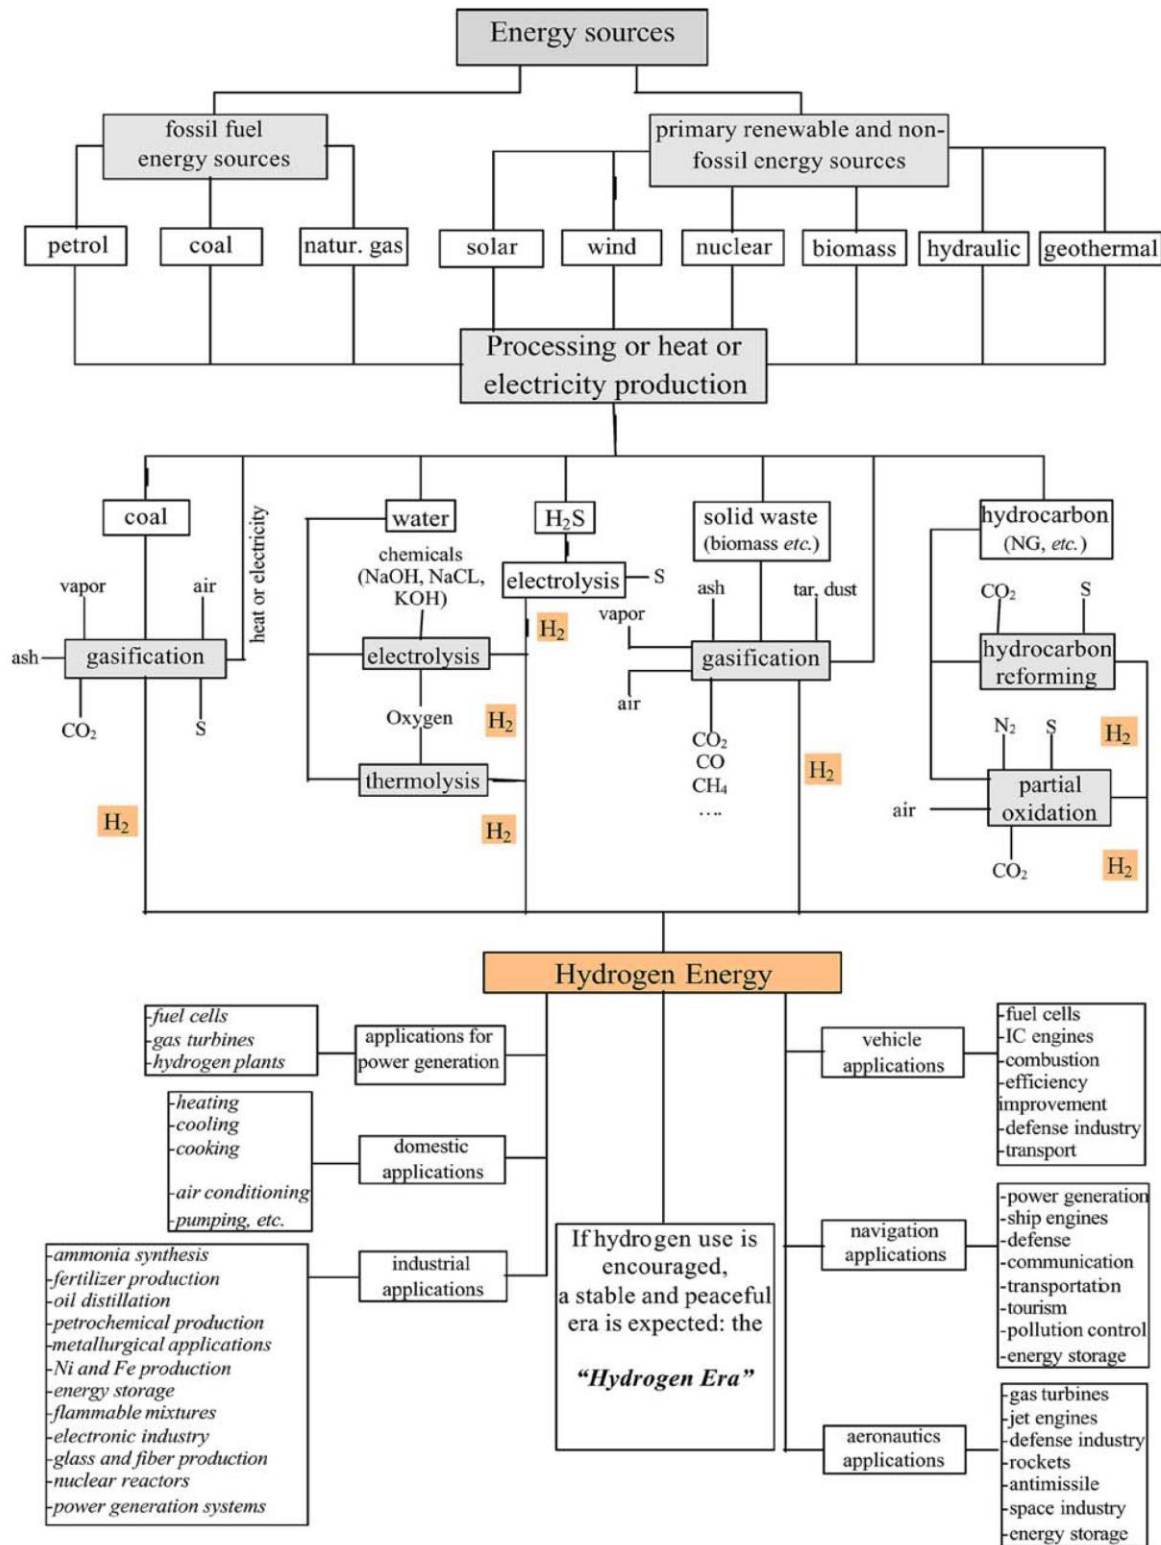 Energy sources
fossil fuel
energy sources
primary renewable and non-
fossil energy sources
petrol
coal
natur. gas
solar
wind
nuclear
biomass
hydraulic
geothermal
Processing or heat or
electricity production
coal
heat or electricity
vapor
air
ash
gasification
CO₂
S
H₂
water
chemicals
(NaOH, NaCL,
KOH)
electrolysis
Oxygen
H₂
thermolysis
H₂
H₂S
electrolysis
S
H₂
solid waste
(biomass etc.)
ash
tar, dust
vapor
gasification
air
CO₂
CO
CH₄
....
H₂
hydrocarbon
(NG, etc.)
CO₂
S
hydrocarbon
reforming
H₂
N₂
S
partial
oxidation
air
CO₂
H₂
Hydrogen Energy
-fuel cells
-gas turbines
-hydrogen plants
applications for
power generation
-heating
-cooling
-cooking
-air conditioning
-pumping, etc.
domestic
applications
-ammonia synthesis
-fertilizer production
-oil distillation
-petrochemical production
-metallurgical applications
-Ni and Fe production
-energy storage
-flammable mixtures
-electronic industry
-glass and fiber production
-nuclear reactors
-power generation systems
industrial
applications
If hydrogen use is
encouraged,
a stable and peaceful
era is expected: the
“Hydrogen Era”
vehicle
applications
-fuel cells
-IC engines
-combustion
-efficiency
improvement
-defense industry
-transport
navigation
applications
-power generation
-ship engines
-defense
-communication
-transportation
-tourism
-pollution control
-energy storage
aeronautics
applications
-gas turbines
-jet engines
-defense industry
-rockets
-antimissile
-space industry
-energy storage